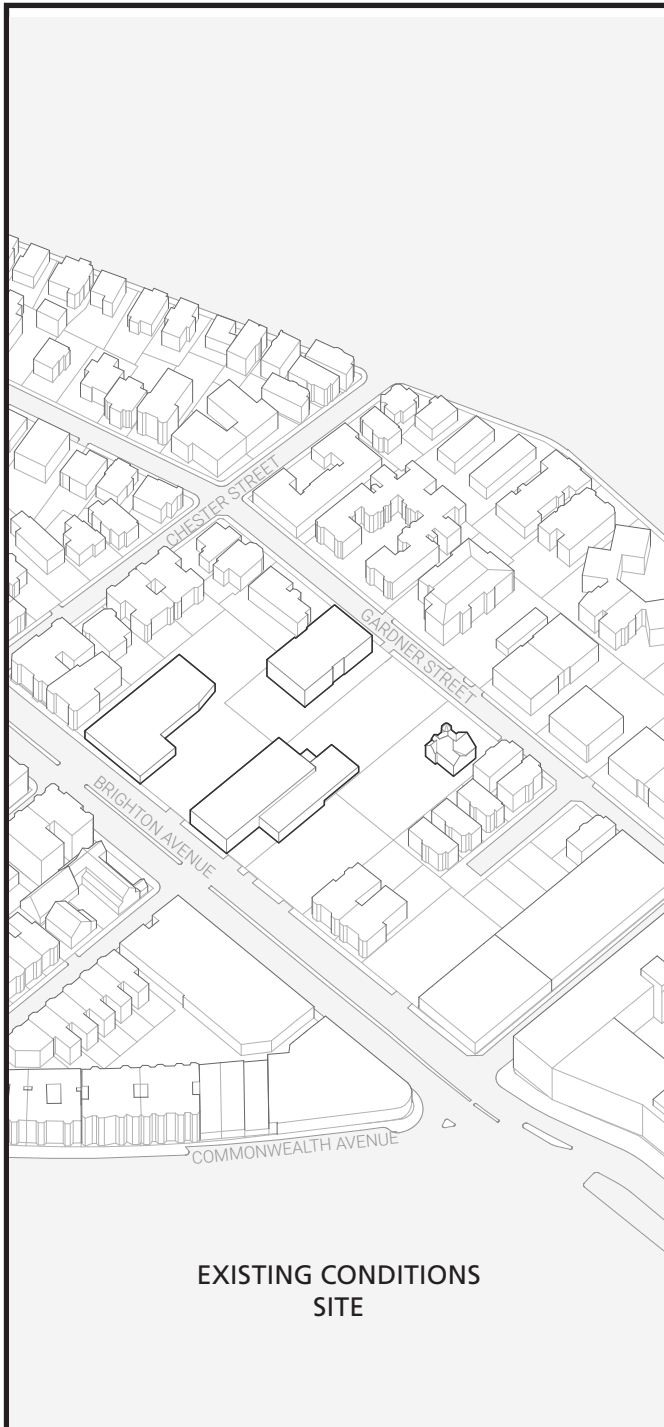 CHESTER STREET
GARDNER STREET
BRIGHTON AVENUE
COMMONWEALTH AVENUE
EXISTING CONDITIONS
SITE